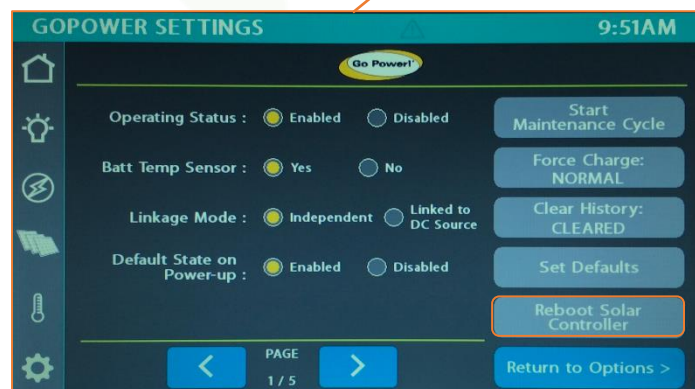 GOPOWER SETTINGS
9:51AM
Go Power!
Operating Status : Enabled Disabled
Batt Temp Sensor : Yes No
Linkage Mode : Independent Linked to
DC Source
Default State on
Power-up : Enabled Disabled
Start
Maintenance Cycle
Force Charge:
NORMAL
Clear History:
CLEARED
Set Defaults
Reboot Solar
Controller
< PAGE >
1 / 5
Return to Options >